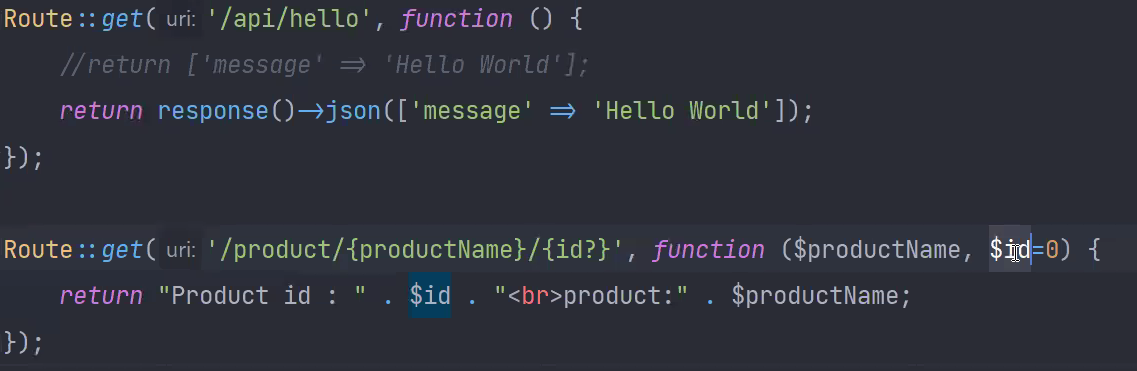 Route::get( uri: '/api/hello', function () {
    //return ['message' => 'Hello World'];
    return response()->json(['message' => 'Hello World']);
});
Route::get( uri: '/product/{productName}/{id?}', function ($productName, $id=0) {
    return "Product id : " . $id . "<br>product:" . $productName;
});